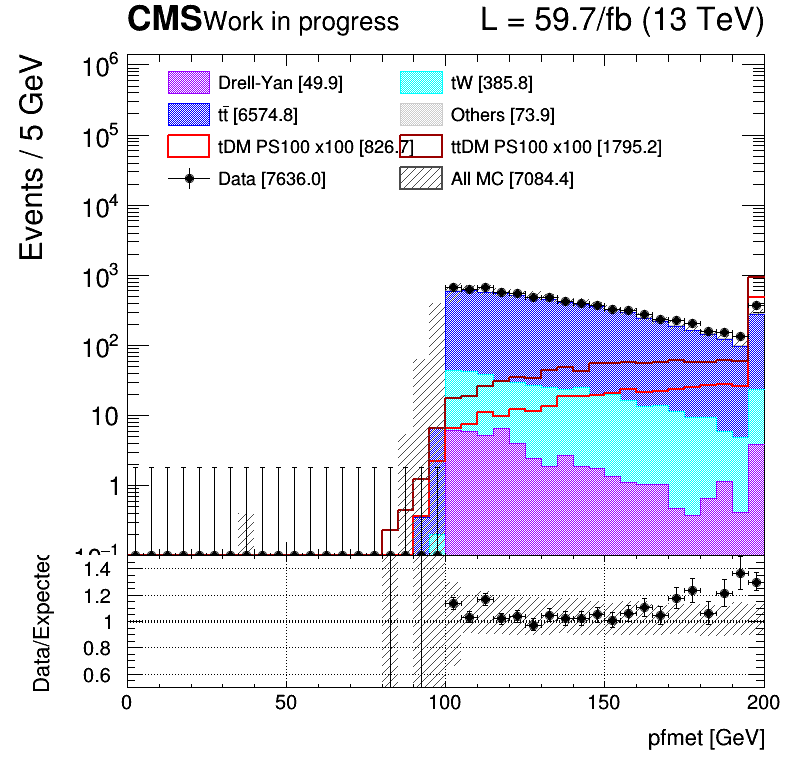 CMS Work in progress L = 59.7/fb (13 TeV)
Events / 5 GeV
10⁶
10⁵
10⁴
10³
10²
10
1
10⁻¹
Drell-Yan [49.9] tW [385.8]
tt̄ [6574.8] Others [73.9]
tDM PS100 x100 [826.7] ttDM PS100 x100 [1795.2]
Data [7636.0] All MC [7084.4]
Data/Expected
1.4
1.2
1
0.8
0.6
0 50 100 150 200
pfmet [GeV]